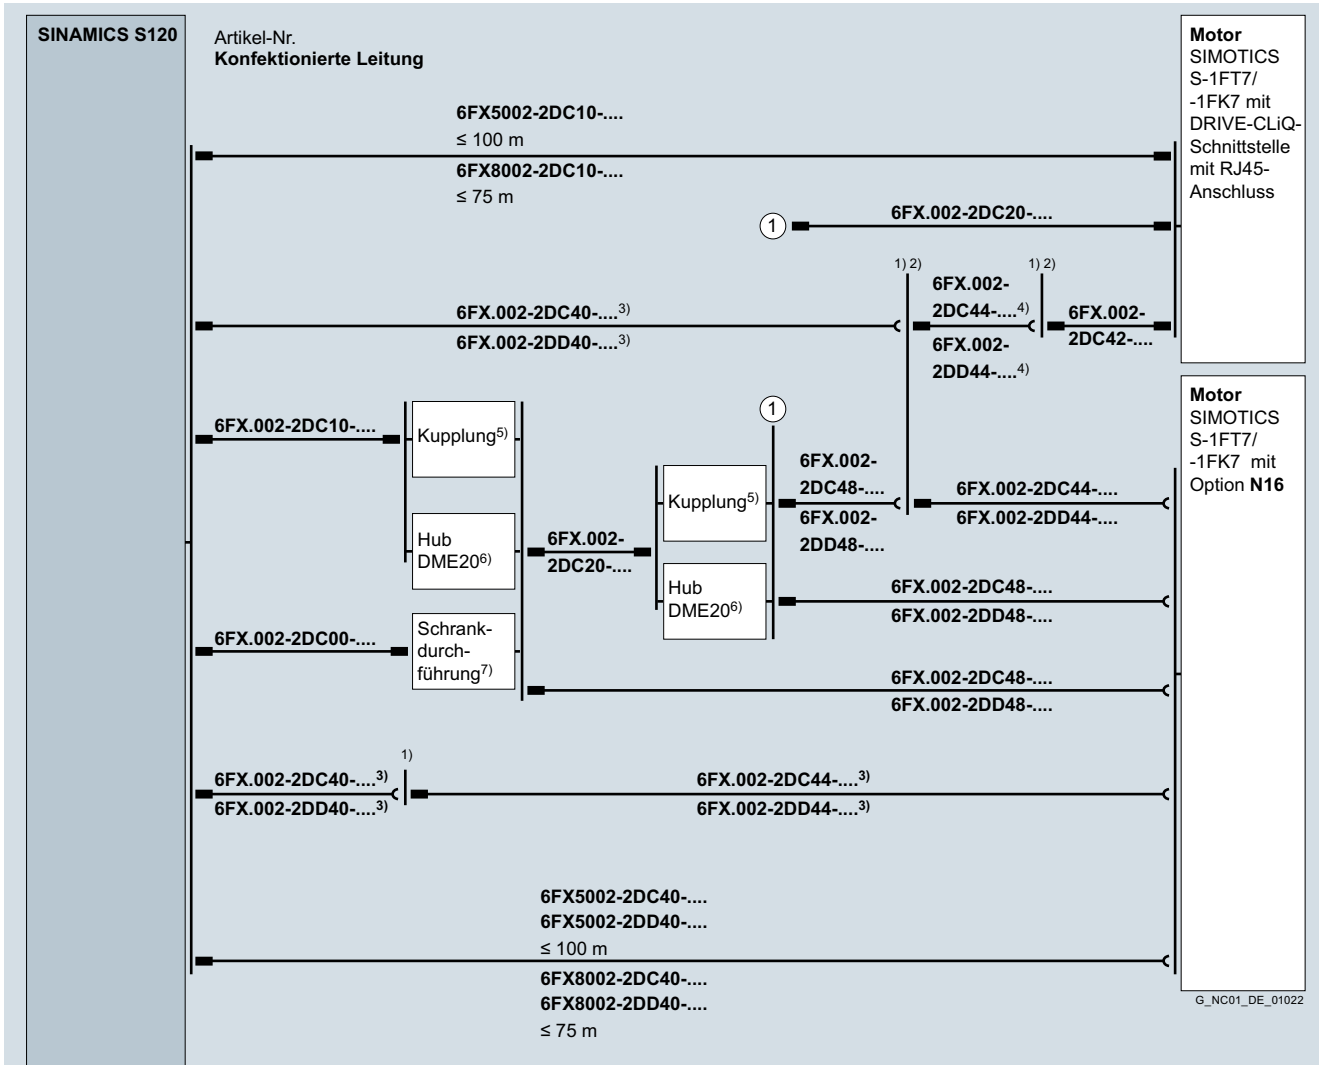 SINAMICS S120
Artikel-Nr.
Konfektionierte Leitung
Motor
SIMOTICS
S-1FT7/
-1FK7 mit
DRIVE-CLiQ-
Schnittstelle
mit RJ45-
Anschluss
6FX5002-2DC10-....
≤ 100 m
6FX8002-2DC10-....
≤ 75 m
1
6FX.002-2DC20-....
1) 2)
1) 2)
6FX.002-2DC40-....3)
6FX.002-2DD40-....3)
6FX.002-
2DC44-....4)
6FX.002-
2DD44-....4)
6FX.002-
2DC42-....
Motor
SIMOTICS
S-1FT7/
-1FK7 mit
Option N16
6FX.002-2DC10-....
Kupplung5)
Hub
DME206)
6FX.002-2DC00-....
Schrank-
durch-
führung7)
6FX.002-
2DC20-....
1
Kupplung5)
Hub
DME206)
6FX.002-
2DC48-....
6FX.002-
2DD48-....
6FX.002-2DC44-....
6FX.002-2DD44-....
6FX.002-2DC48-....
6FX.002-2DD48-....
6FX.002-2DC48-....
6FX.002-2DD48-....
1)
6FX.002-2DC40-....3)
6FX.002-2DD40-....3)
6FX.002-2DC44-....3)
6FX.002-2DD44-....3)
6FX5002-2DC40-....
6FX5002-2DD40-....
≤ 100 m
6FX8002-2DC40-....
6FX8002-2DD40-....
≤ 75 m
G_NC01_DE_01022